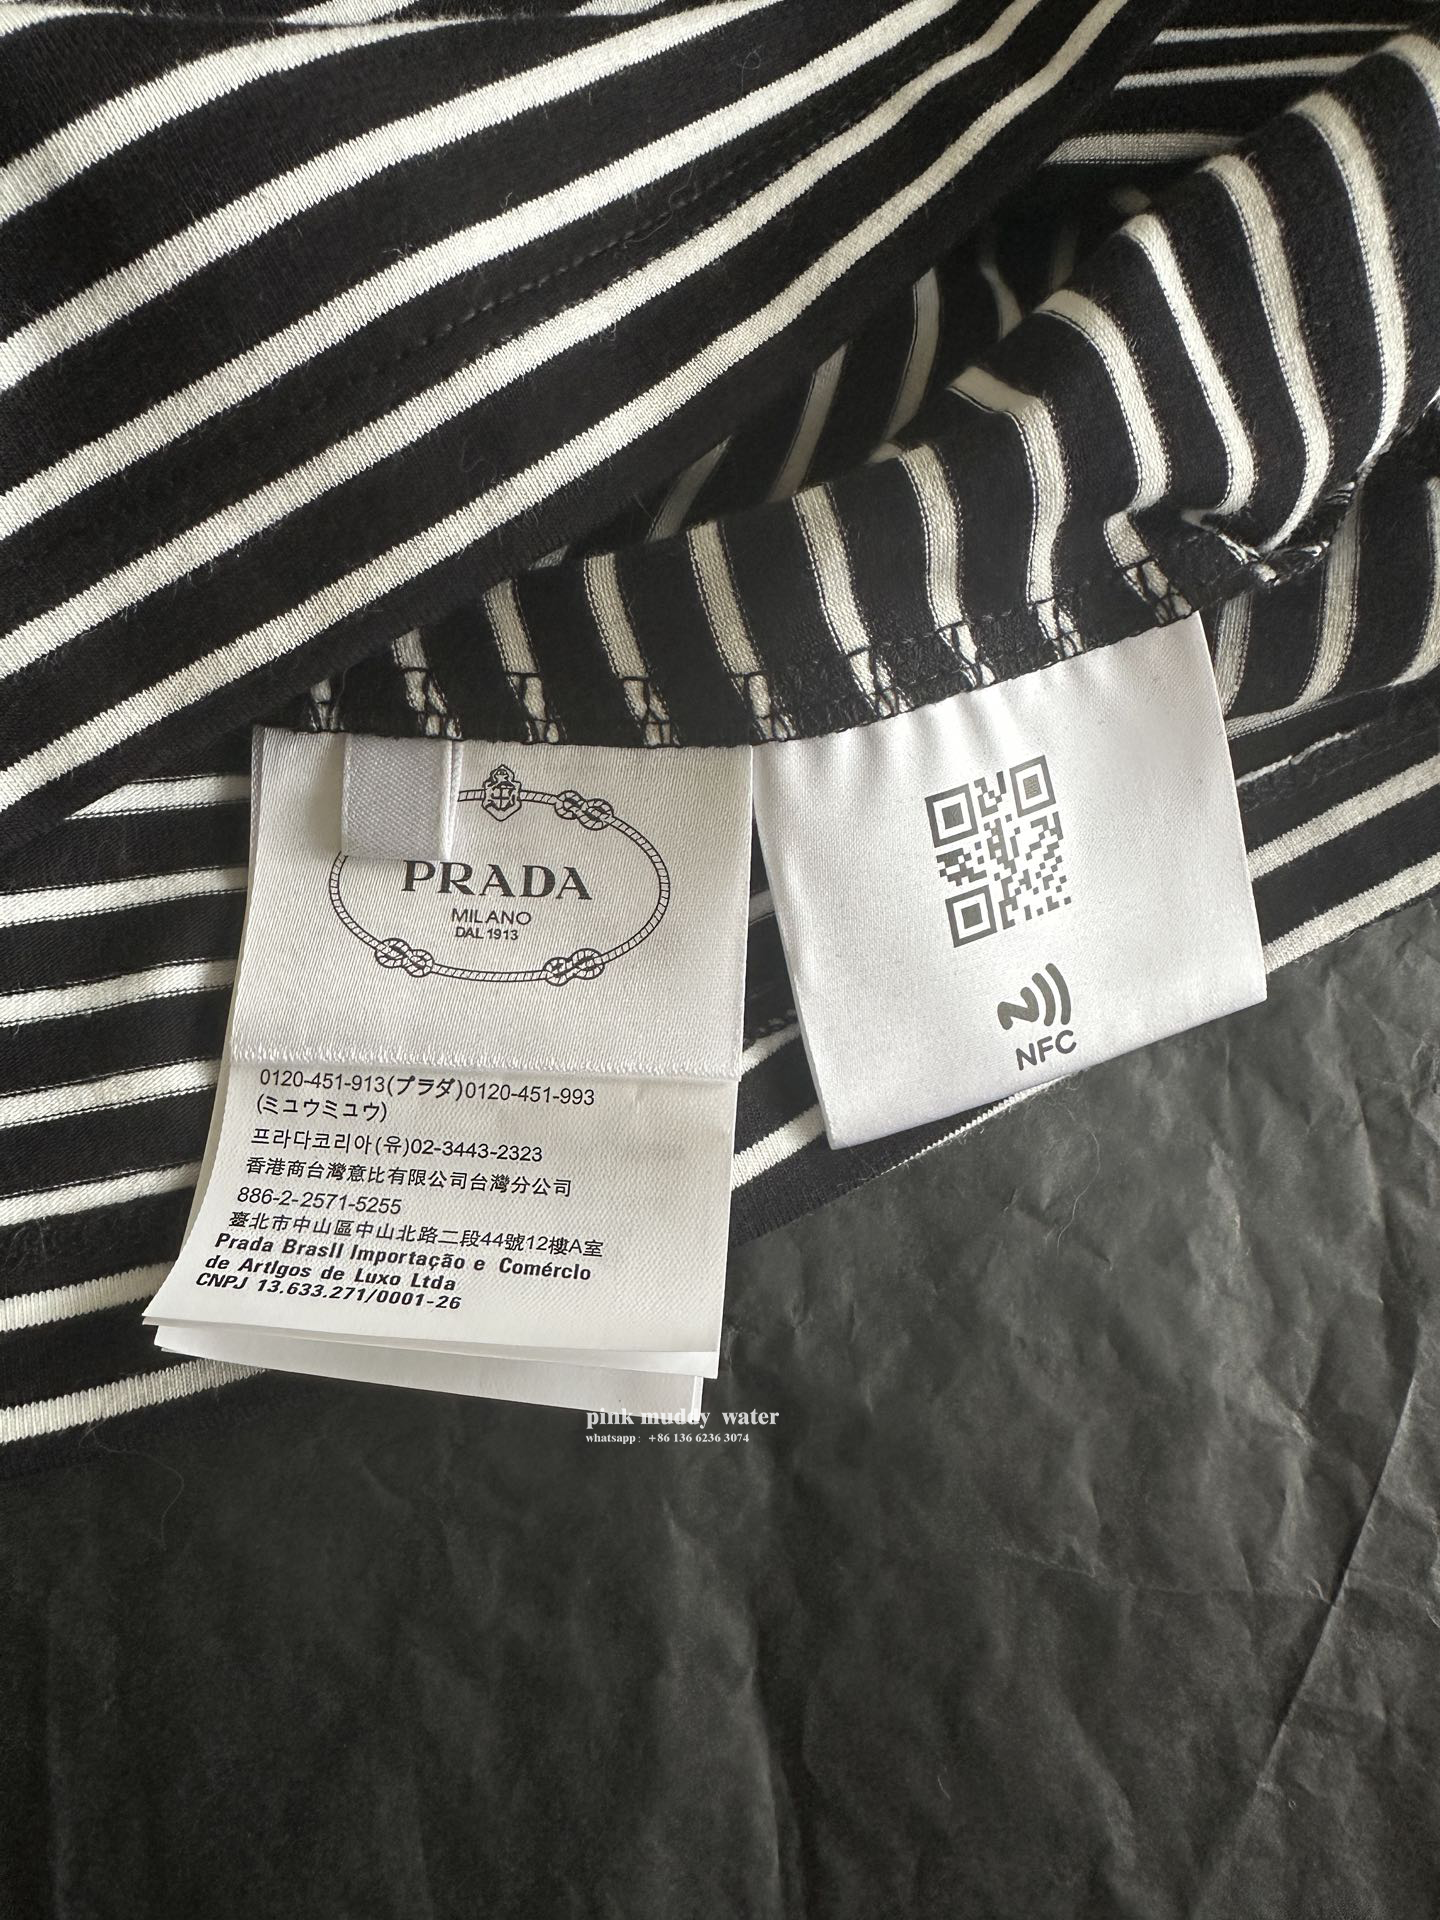 PRADA
MILANO
DAL 1913
0120-451-913(プラダ)0120-451-993
(ミュウミュウ)
프라다코리아(유)02-3443-2323
香港商台灣意比有限公司台灣分公司
886-2-2571-5255
臺北市中山區中山北路二段44號12樓A室
Prada Brasil Importação e Comércio
de Artigos de Luxo Ltda
CNPJ 13.633.271/0001-26
NFC
pink muddy water
whatsapp: +86 136 6236 3074